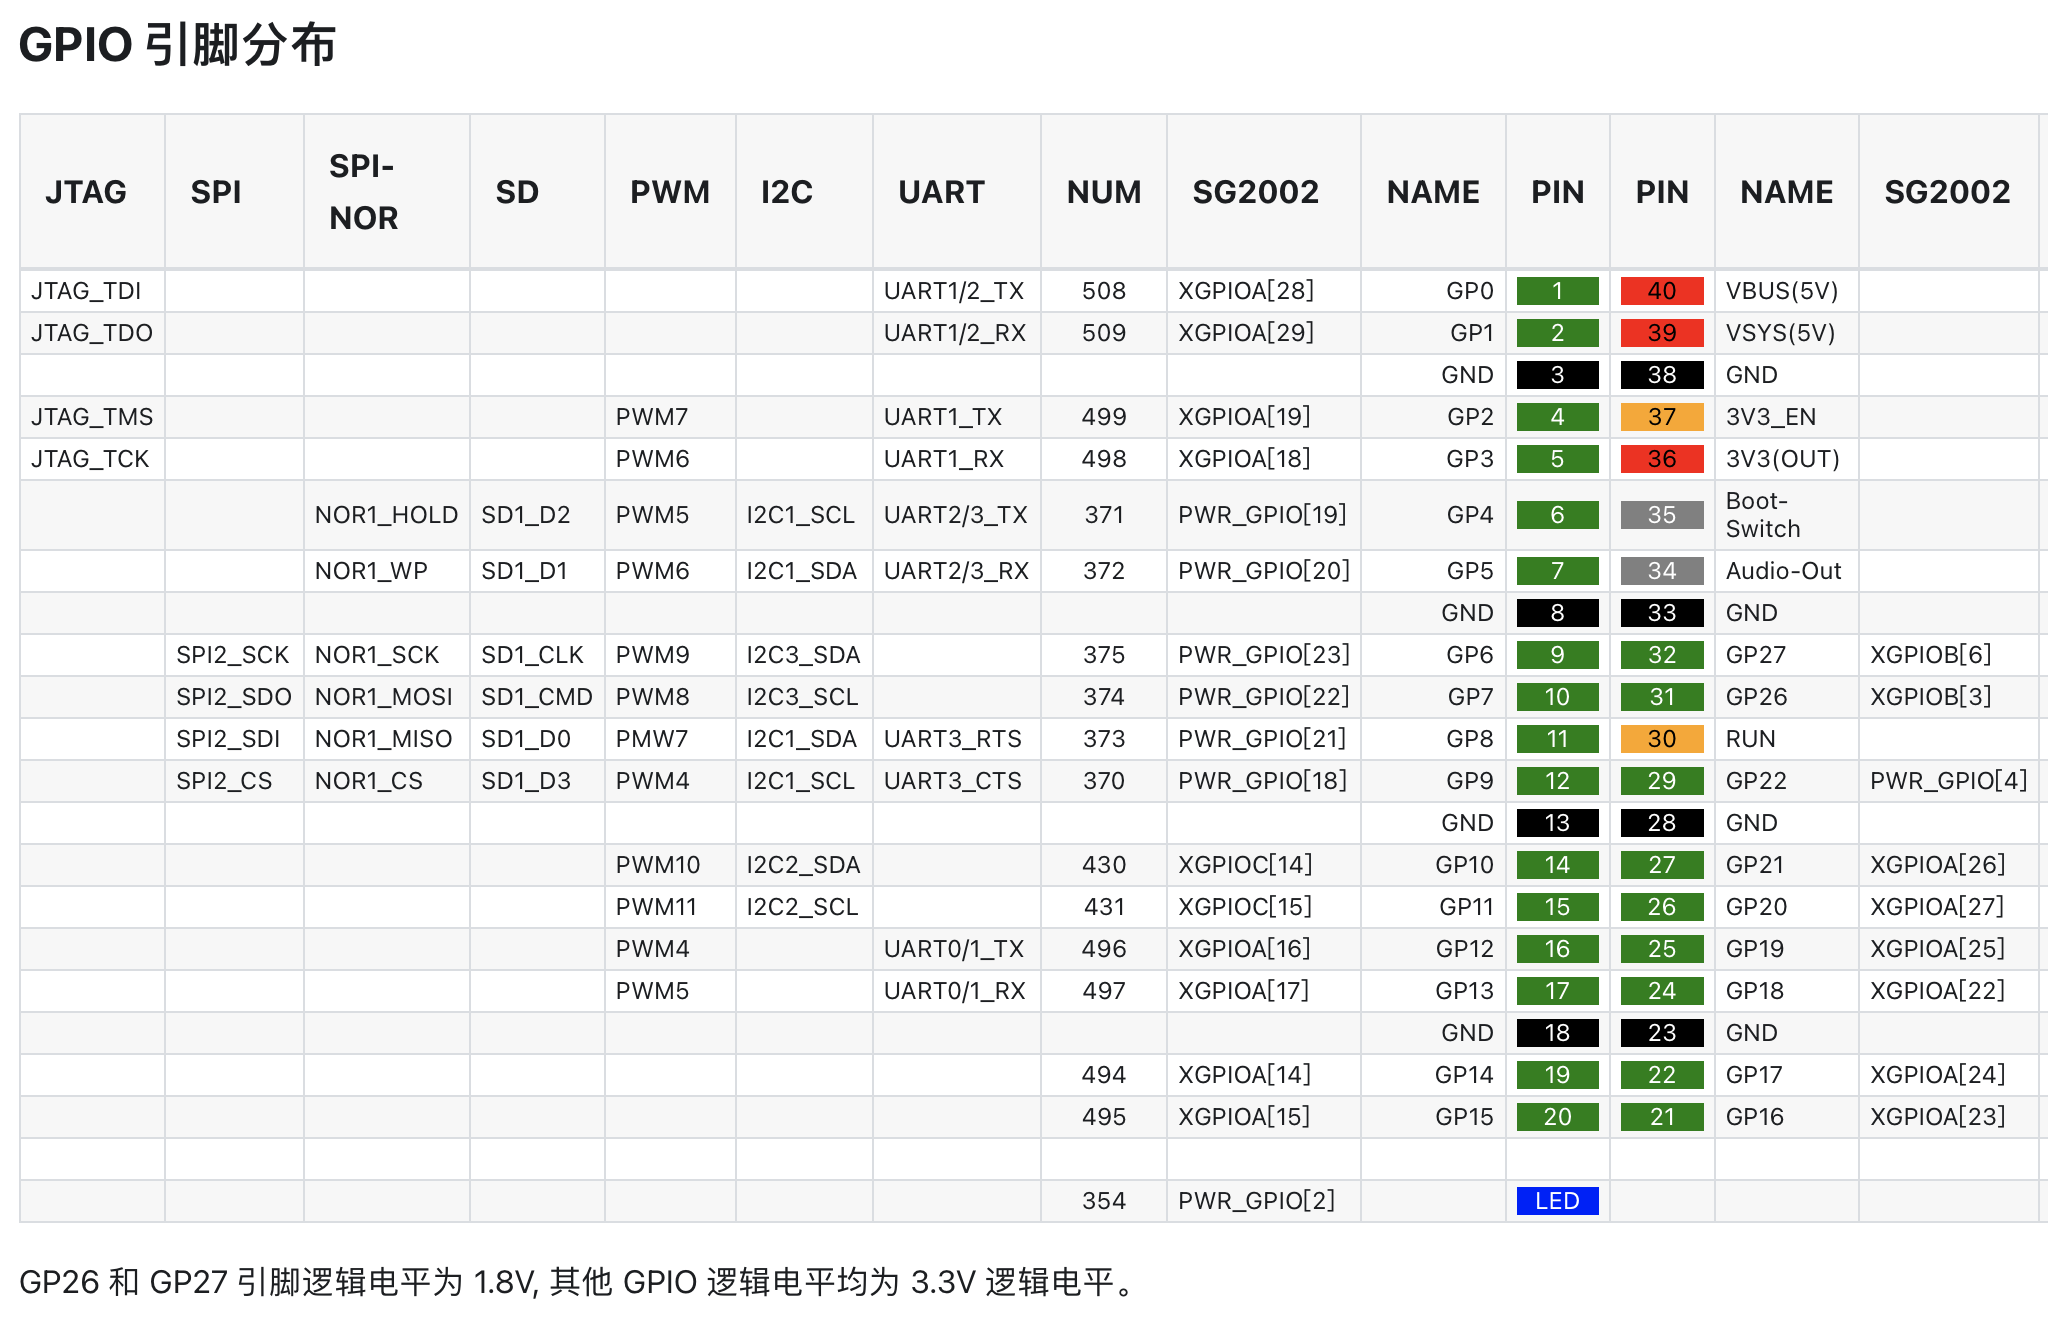 GPIO 引脚分布
JTAG SPI SPI-NOR SD PWM I2C UART NUM SG2002 NAME PIN PIN NAME SG2002
JTAG_TDI UART1/2_TX 508 XGPIOA[28] GP0 1 40 VBUS(5V)
JTAG_TDO UART1/2_RX 509 XGPIOA[29] GP1 2 39 VSYS(5V)
GND 3 38 GND
JTAG_TMS PWM7 UART1_TX 499 XGPIOA[19] GP2 4 37 3V3_EN
JTAG_TCK PWM6 UART1_RX 498 XGPIOA[18] GP3 5 36 3V3(OUT)
NOR1_HOLD SD1_D2 PWM5 I2C1_SCL UART2/3_TX 371 PWR_GPIO[19] GP4 6 35 Boot-Switch
NOR1_WP SD1_D1 PWM6 I2C1_SDA UART2/3_RX 372 PWR_GPIO[20] GP5 7 34 Audio-Out
GND 8 33 GND
SPI2_SCK NOR1_SCK SD1_CLK PWM9 I2C3_SDA 375 PWR_GPIO[23] GP6 9 32 GP27 XGPIOB[6]
SPI2_SDO NOR1_MOSI SD1_CMD PWM8 I2C3_SCL 374 PWR_GPIO[22] GP7 10 31 GP26 XGPIOB[3]
SPI2_SDI NOR1_MISO SD1_D0 PMW7 I2C1_SDA UART3_RTS 373 PWR_GPIO[21] GP8 11 30 RUN
SPI2_CS NOR1_CS SD1_D3 PWM4 I2C1_SCL UART3_CTS 370 PWR_GPIO[18] GP9 12 29 GP22 PWR_GPIO[4]
GND 13 28 GND
PWM10 I2C2_SDA 430 XGPIOC[14] GP10 14 27 GP21 XGPIOA[26]
PWM11 I2C2_SCL 431 XGPIOC[15] GP11 15 26 GP20 XGPIOA[27]
PWM4 UART0/1_TX 496 XGPIOA[16] GP12 16 25 GP19 XGPIOA[25]
PWM5 UART0/1_RX 497 XGPIOA[17] GP13 17 24 GP18 XGPIOA[22]
GND 18 23 GND
494 XGPIOA[14] GP14 19 22 GP17 XGPIOA[24]
495 XGPIOA[15] GP15 20 21 GP16 XGPIOA[23]
354 PWR_GPIO[2] LED
GP26 和 GP27 引脚逻辑电平为 1.8V, 其他 GPIO 逻辑电平均为 3.3V 逻辑电平。